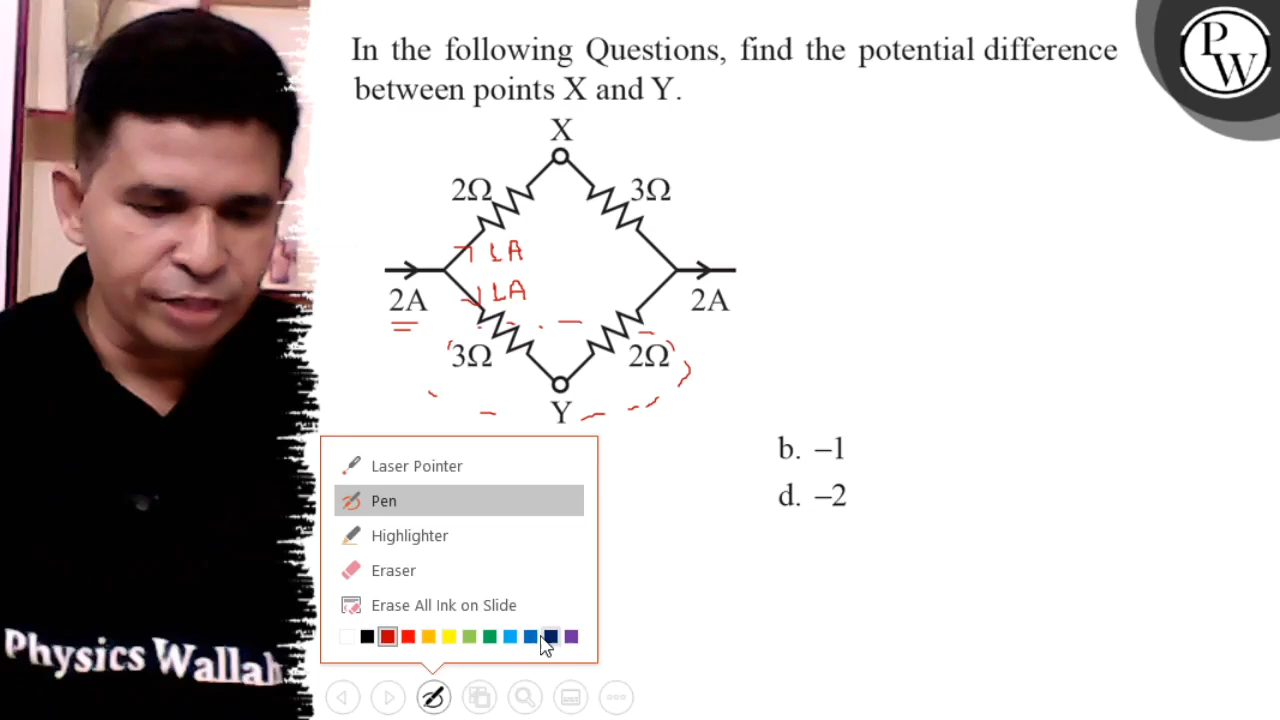 In the following Questions, find the potential difference
between points X and Y.
X
2Ω 3Ω
1A
2A 1A 2A
3Ω 2Ω
Y
b. –1
d. –2
Laser Pointer
Pen
Highlighter
Eraser
Erase All Ink on Slide
Physics Wallah
P
W